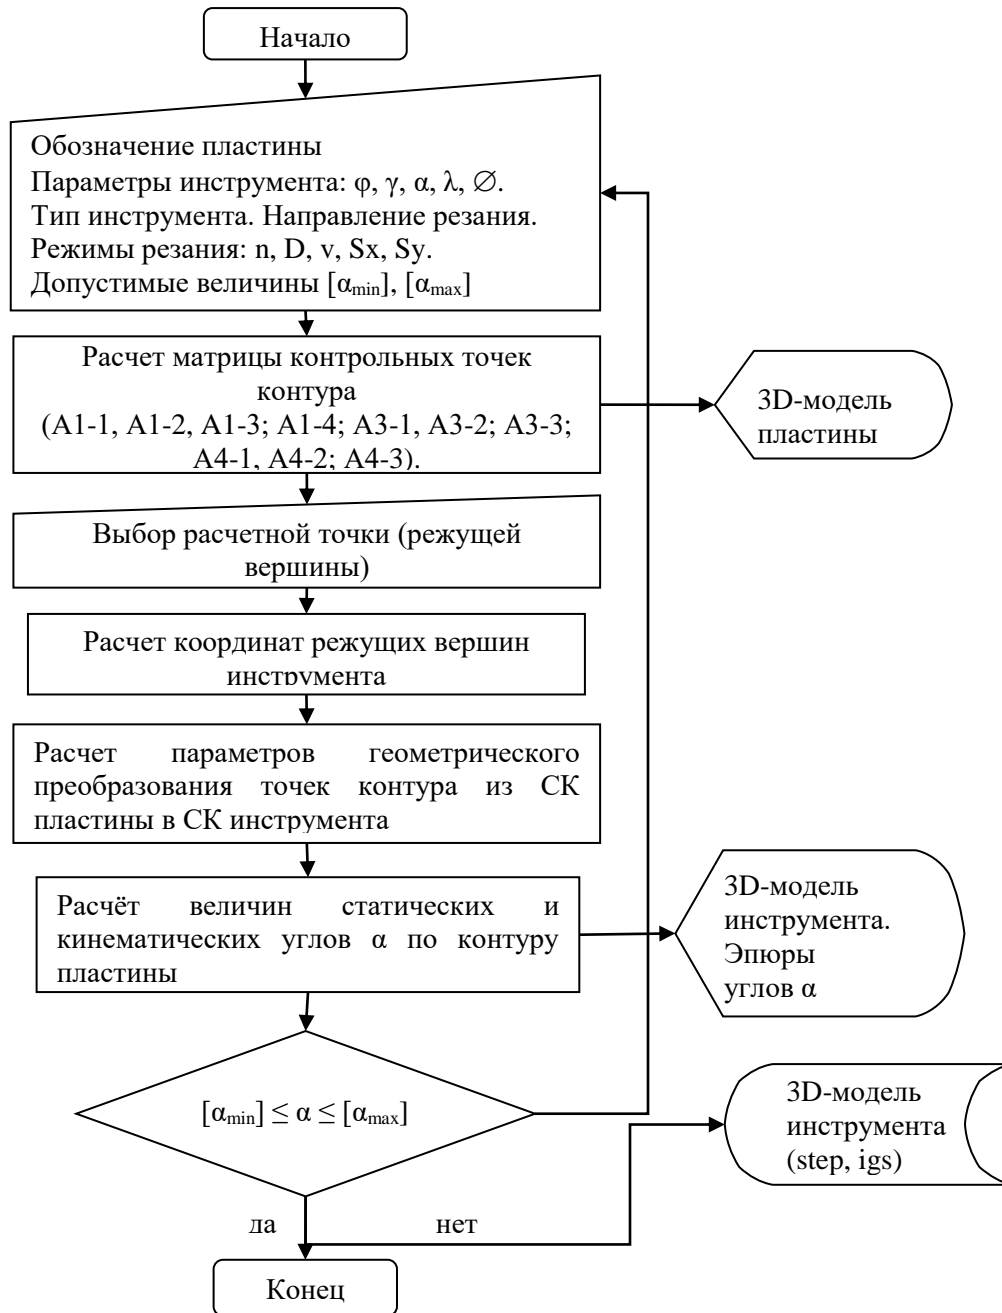 Начало
Обозначение пластины
Параметры инструмента: φ, γ, α, λ, ∅.
Тип инструмента. Направление резания.
Режимы резания: n, D, v, Sx, Sy.
Допустимые величины [αmin], [αmax]
Расчет матрицы контрольных точек
контура
(А1-1, А1-2, А1-3; А1-4; А3-1, А3-2; А3-3;
А4-1, А4-2; А4-3).
3D-модель
пластины
Выбор расчетной точки (режущей
вершины)
Расчет координат режущих вершин
инструмента
Расчет параметров геометрического
преобразования точек контура из СК
пластины в СК инструмента
Расчёт величин статических и
кинематических углов α по контуру
пластины
3D-модель
инструмента.
Эпюры
углов α
[αmin] ≤ α ≤ [αmax]
3D-модель
инструмента
(step, igs)
да
нет
Конец